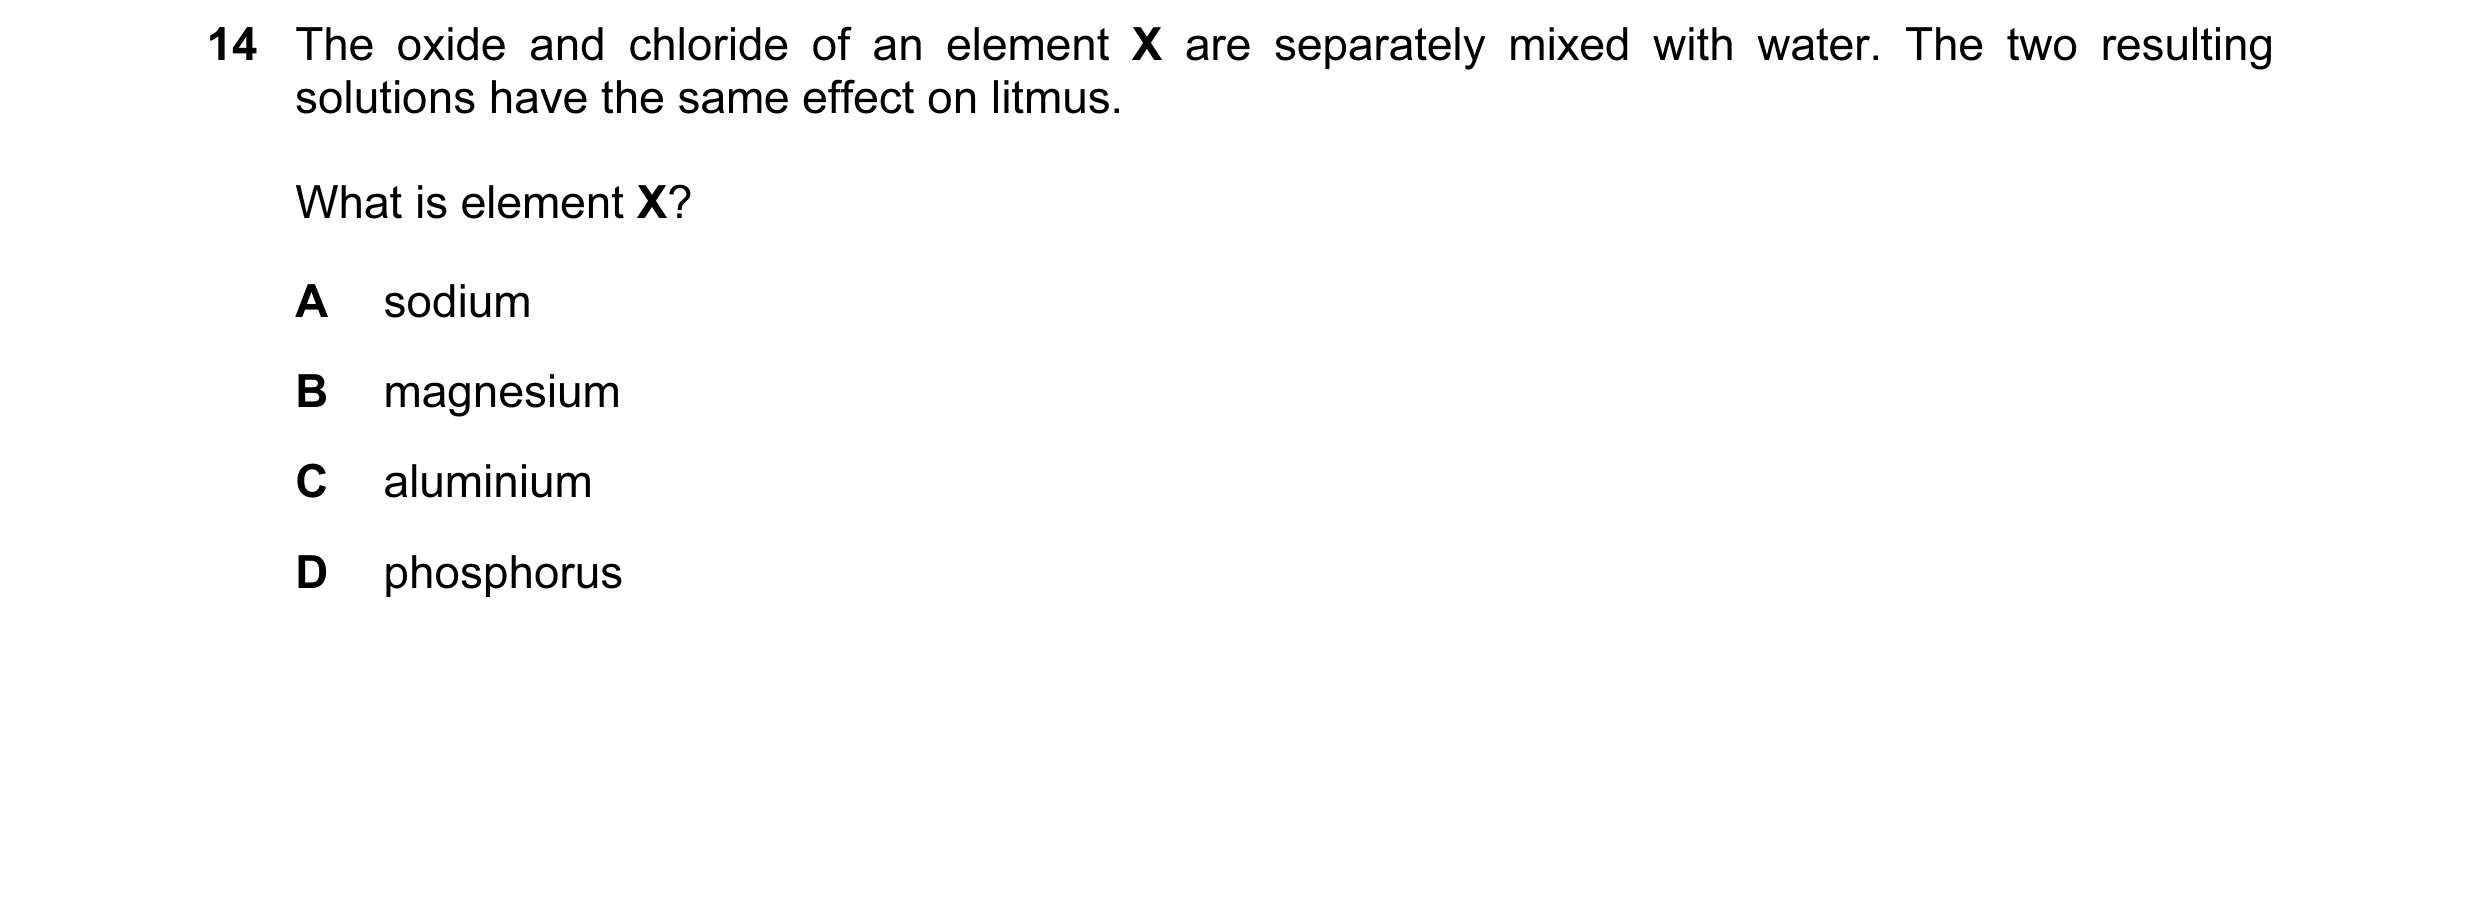 14 The oxide and chloride of an element X are separately mixed with water. The two resulting
solutions have the same effect on litmus.
What is element X?
A sodium
B magnesium
C aluminium
D phosphorus